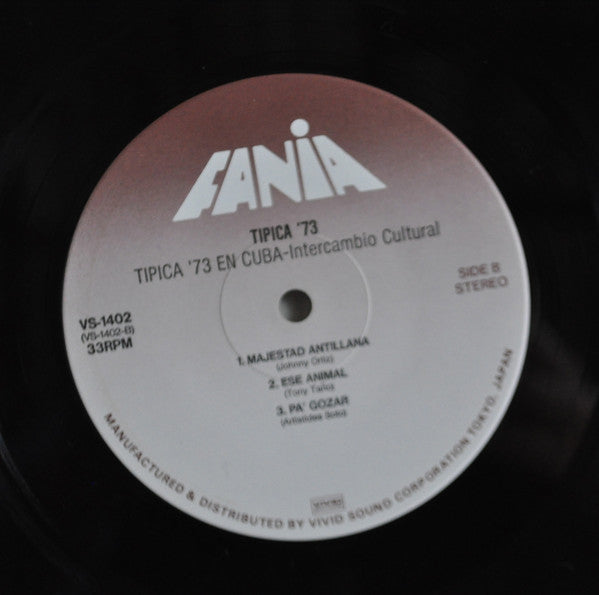 FANIA
TIPICA '73
TIPICA '73 EN CUBA-Intercambio Cultural
SIDE B
STEREO
VS-1402
(VS-1402-B)
33RPM
1. MAJESTAD ANTILLANA
(Johnny Ortiz)
2. ESE ANIMAL
(Tony Taño)
3. PA' GOZAR
(Aristides Soto)
VIVID
MANUFACTURED & DISTRIBUTED BY VIVID SOUND CORPORATION TOKYO, JAPAN